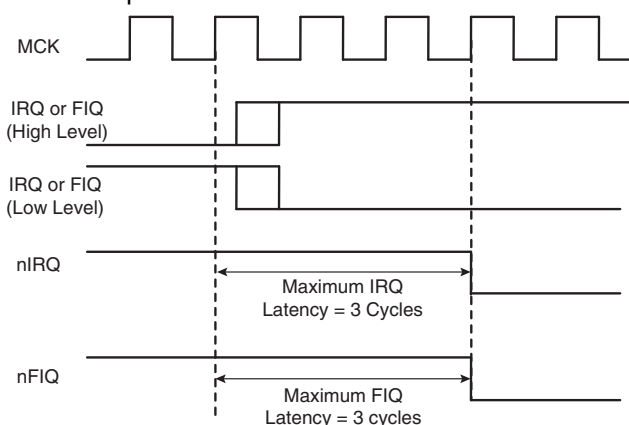 MCK
IRQ or FIQ
(High Level)
IRQ or FIQ
(Low Level)
nIRQ
Maximum IRQ
Latency = 3 Cycles
nFIQ
Maximum FIQ
Latency = 3 cycles